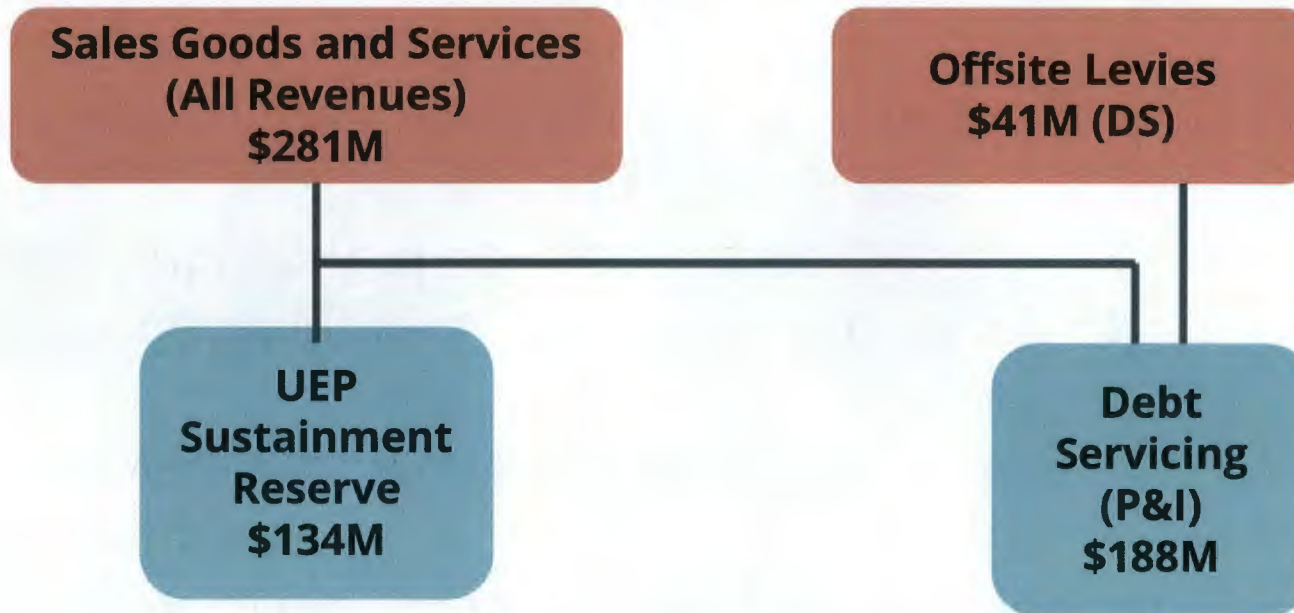 Sales Goods and Services
(All Revenues)
$281M
Offsite Levies
$41M (DS)
UEP
Sustainment
Reserve
$134M
Debt
Servicing
(P&I)
$188M